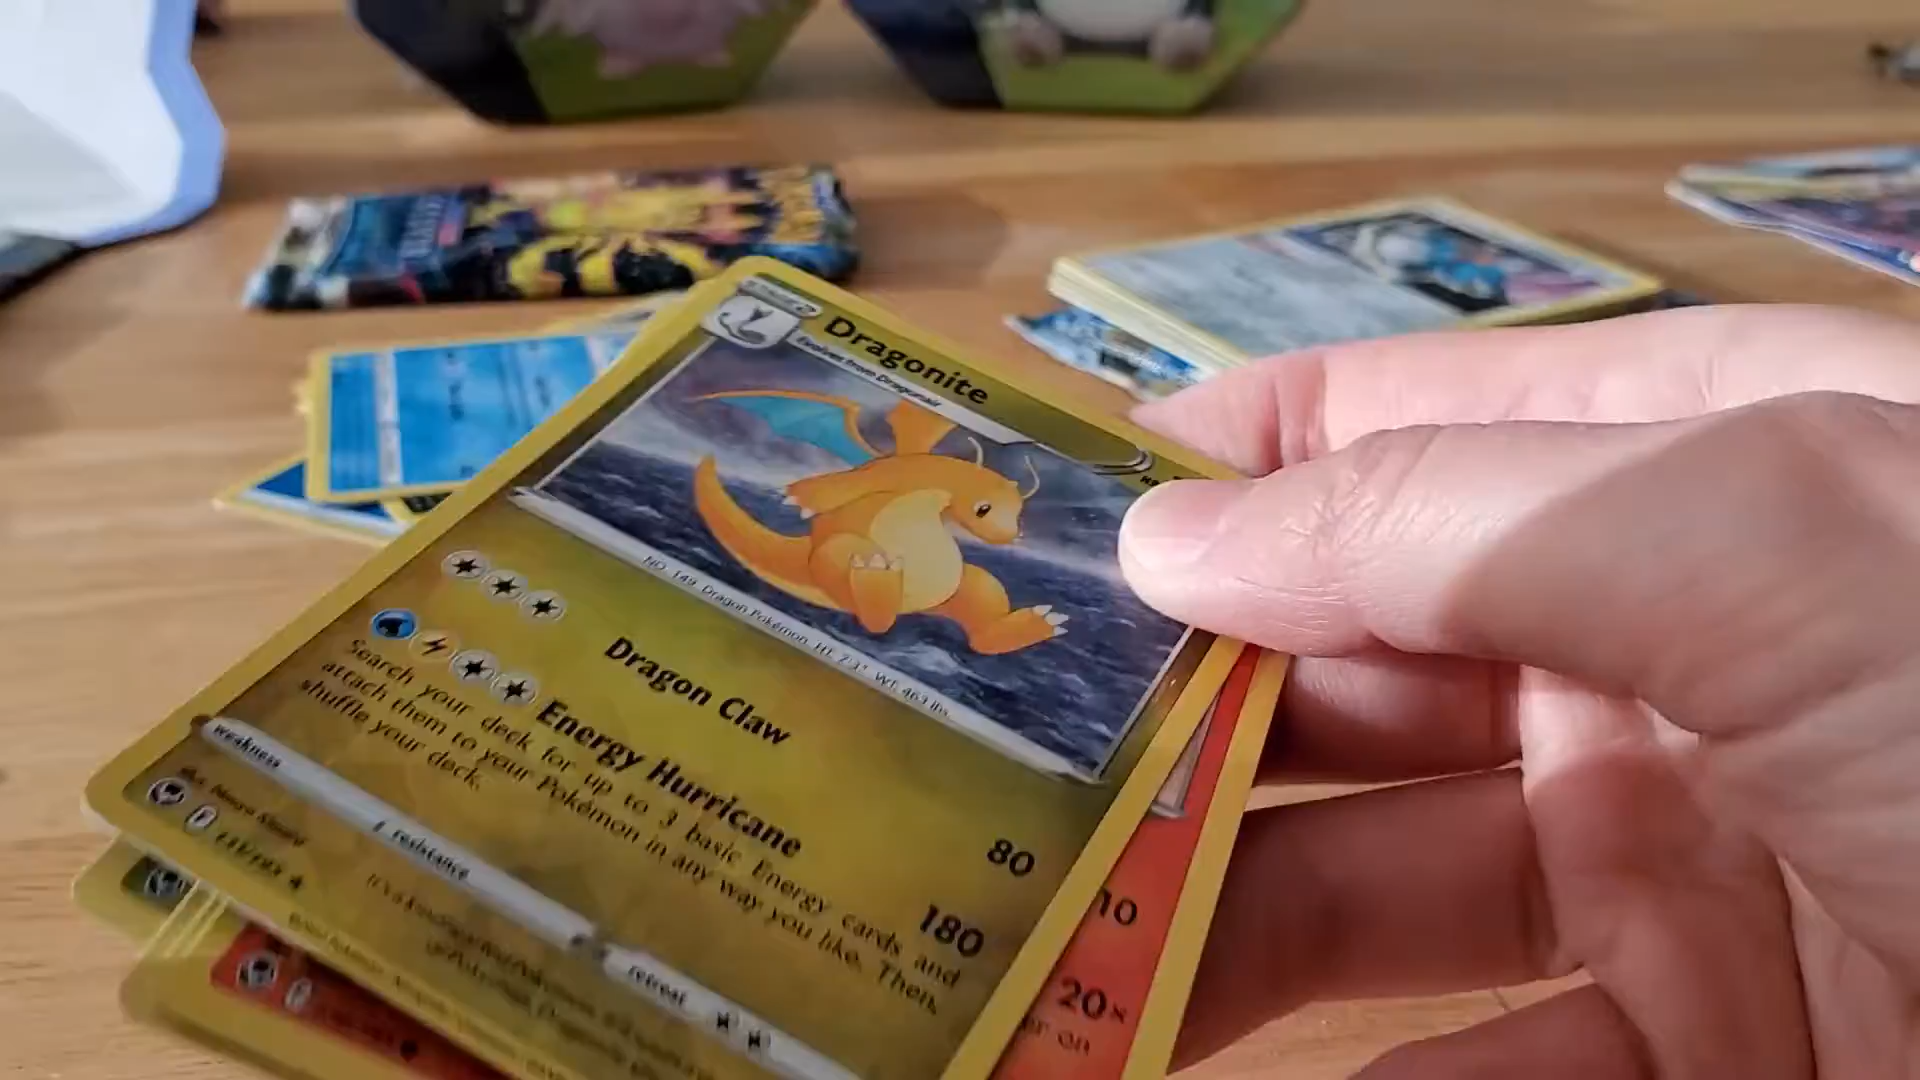 Dragonite
Evolves from Dragonair
NO. 149 Dragon Pokémon HT: 7'3" WT: 463 lbs.
Dragon Claw
80
Energy Hurricane
180
Search your deck for up to 3 basic Energy cards and
attach them to your Pokémon in any way you like. Then,
shuffle your deck.
weakness
resistance
retreat
10
20×
on